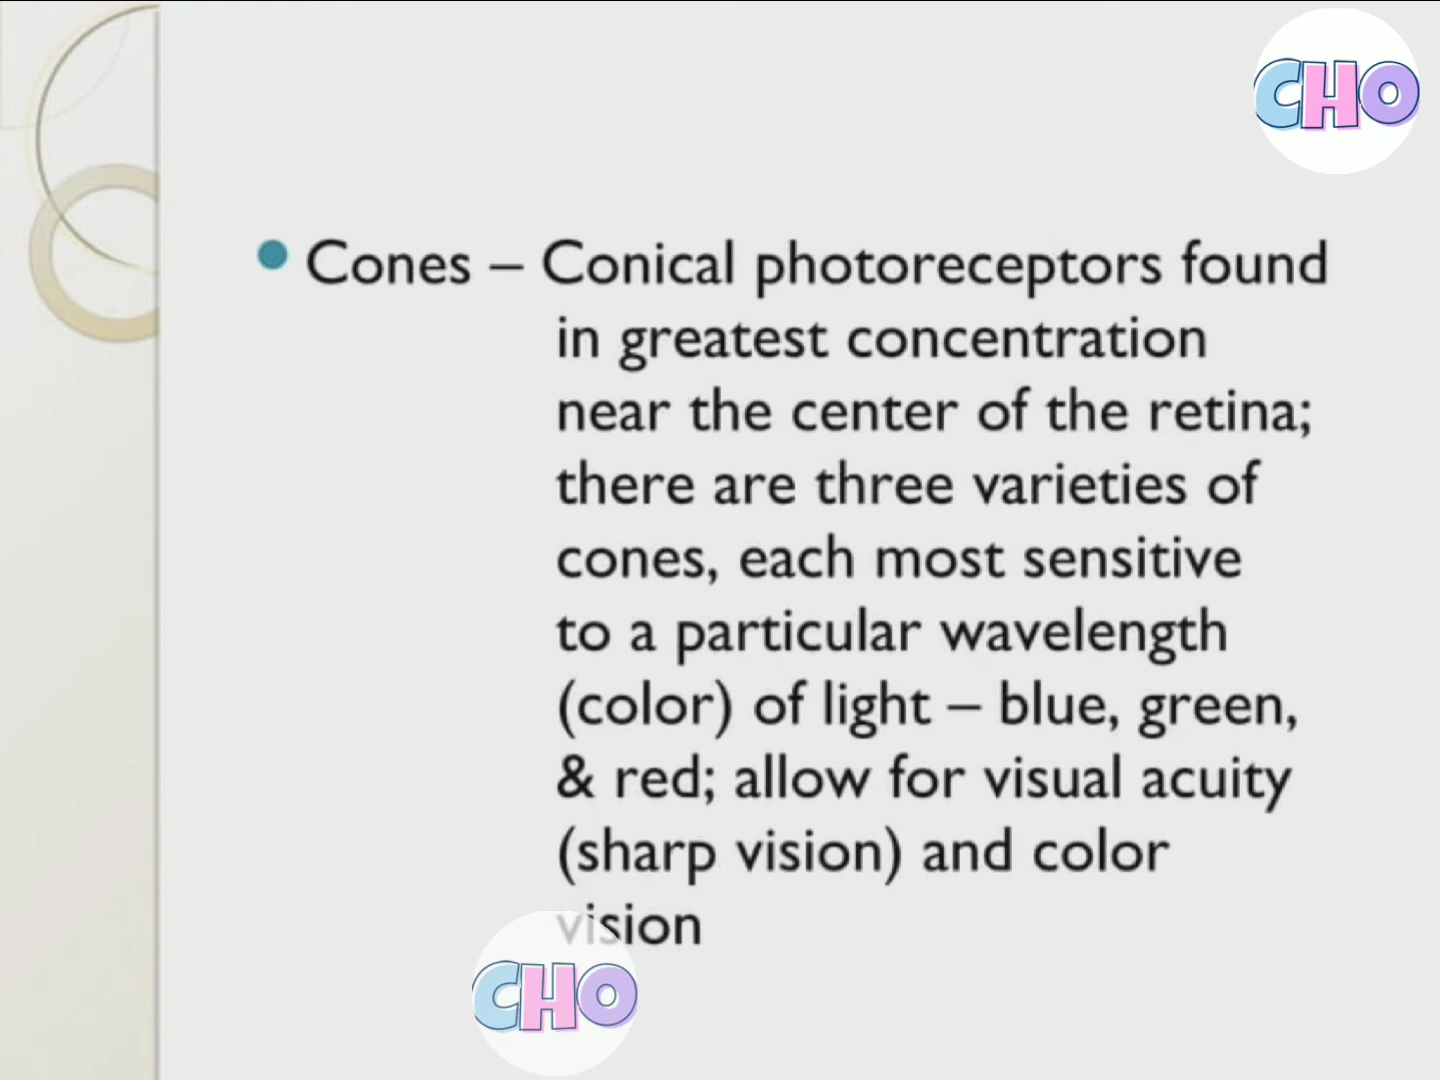 CHO
Cones – Conical photoreceptors found
in greatest concentration
near the center of the retina;
there are three varieties of
cones, each most sensitive
to a particular wavelength
(color) of light – blue, green,
& red; allow for visual acuity
(sharp vision) and color
vision
CHO